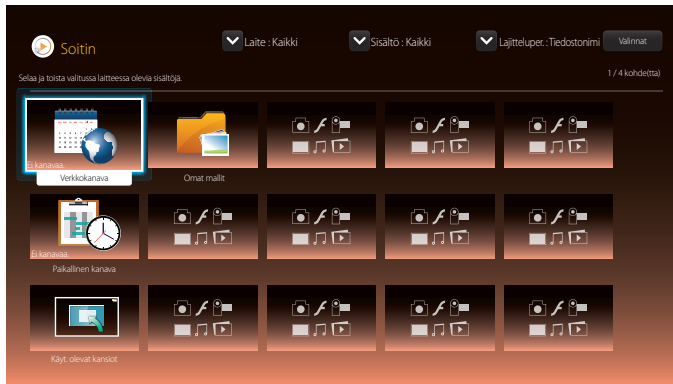 Soitin
Laite : Kaikki
Sisältö : Kaikki
Lajitteluper. : Tiedostonimi
Valinnat
Selaa ja toista valitussa laitteessa olevia sisältöjä.
1 / 4 kohde(tta)
Ei kanavaa.
Verkkokanava
Omat mallit
Ei kanavaa.
Paikallinen kanava
Käyt. olevat kansiot